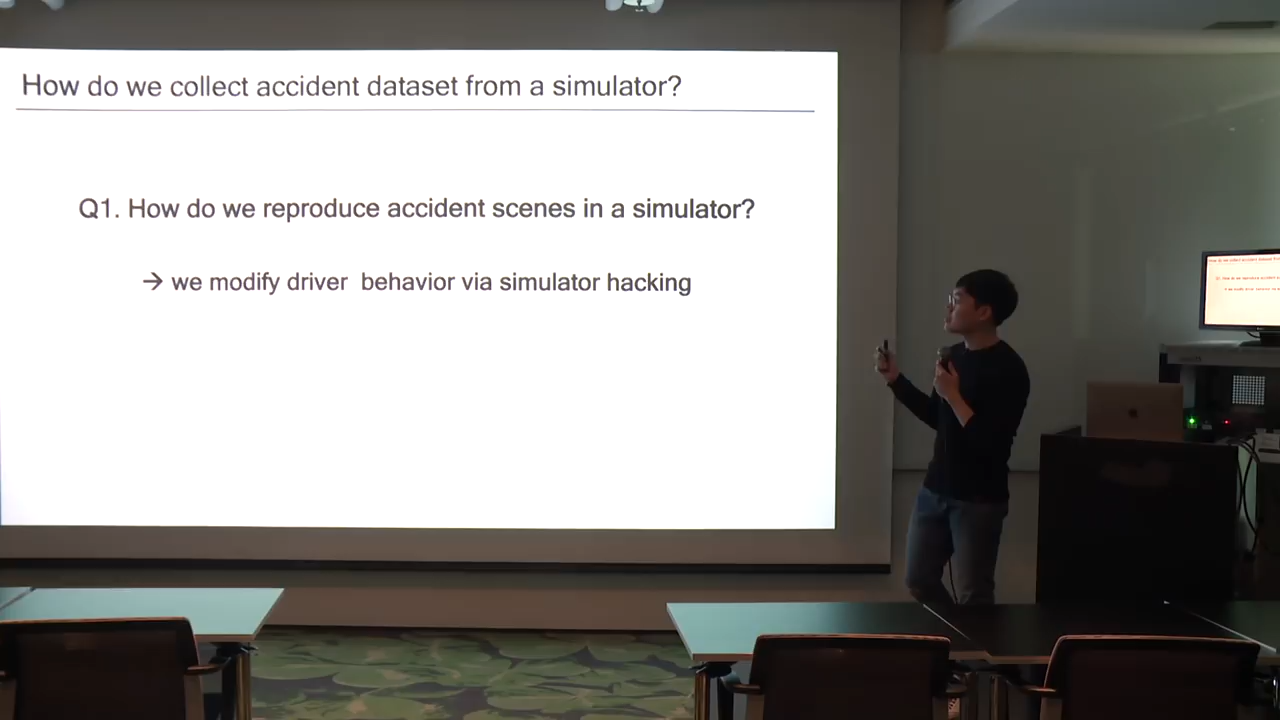 How do we collect accident dataset from a simulator?
Q1. How do we reproduce accident scenes in a simulator?
→ we modify driver behavior via simulator hacking